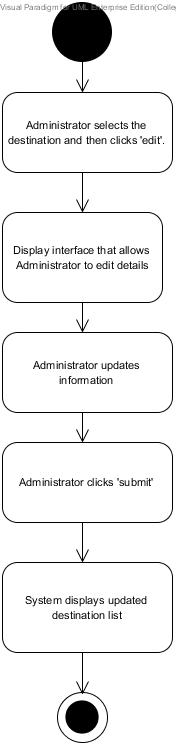 Visual Paradigm for UML Enterprise Edition(Colle
Administrator selects the
destination and then clicks 'edit'.
Display interface that allows
Administrator to edit details
Administrator updates
information
Administrator clicks 'submit'
System displays updated
destination list